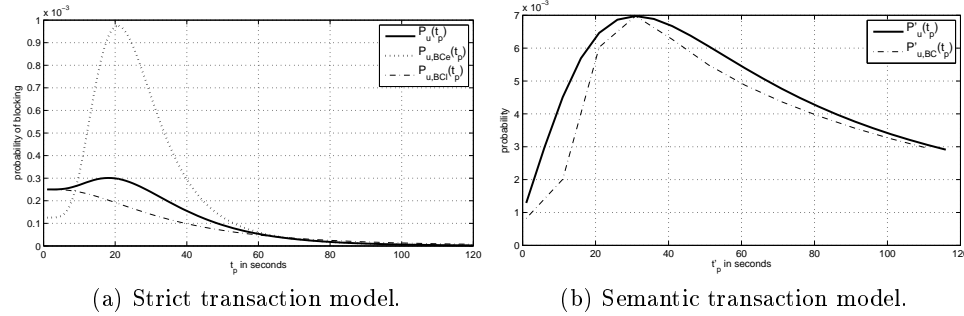 x 10⁻³
1
0.9
0.8
0.7
0.6
0.5
0.4
0.3
0.2
0.1
0
probability of blocking
0 20 40 60 80 100 120
t_p in seconds
P_u(t_p)
P_u,BCe(t_p)
P_u,BCl(t_p)
(a) Strict transaction model.
x 10⁻³
7
6
5
4
3
2
1
0
probability
0 20 40 60 80 100 120
t'_p in seconds
P'_u(t_p)
P'_u,BC(t_p)
(b) Semantic transaction model.